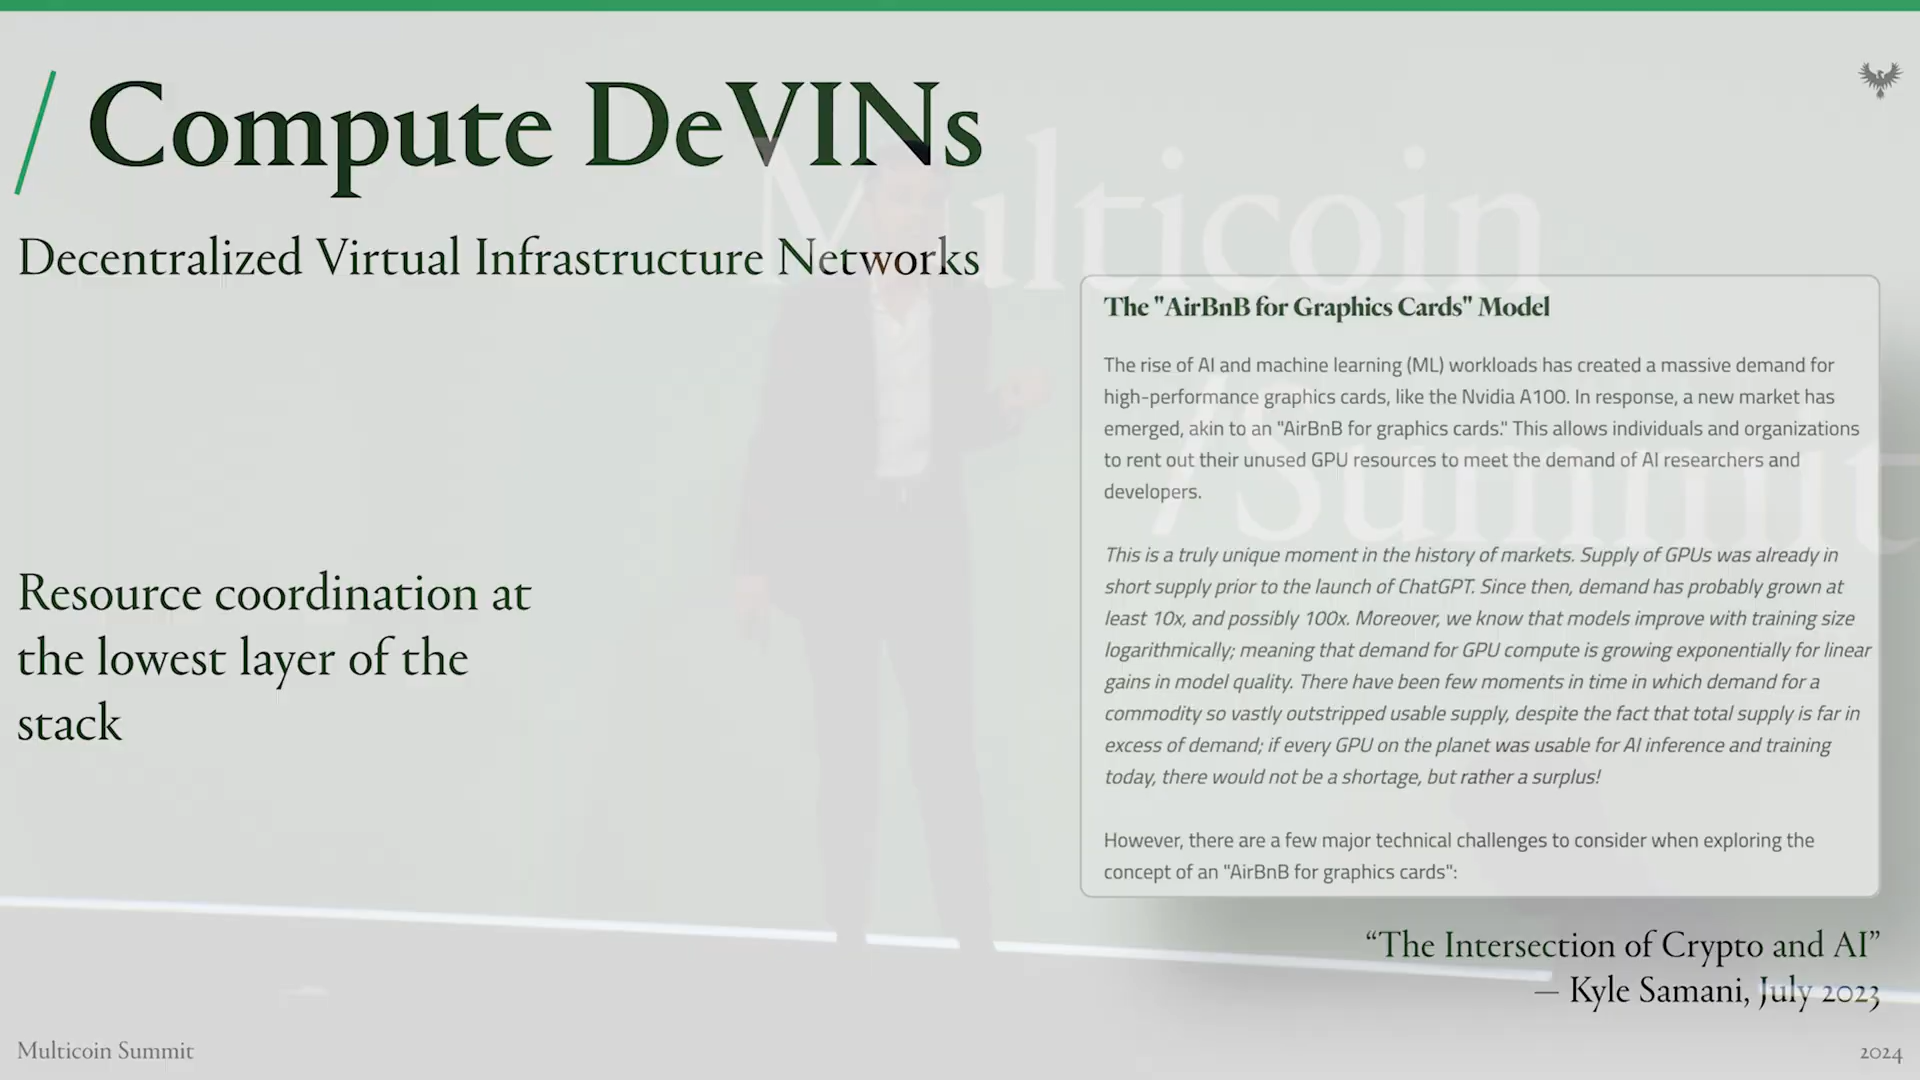 / Compute DeVINs
Decentralized Virtual Infrastructure Networks
Resource coordination at
the lowest layer of the
stack
Multicoin
/Summit
The "AirBnB for Graphics Cards" Model
The rise of AI and machine learning (ML) workloads has created a massive demand for
high-performance graphics cards, like the Nvidia A100. In response, a new market has
emerged, akin to an "AirBnB for graphics cards." This allows individuals and organizations
to rent out their unused GPU resources to meet the demand of AI researchers and
developers.
This is a truly unique moment in the history of markets. Supply of GPUs was already in
short supply prior to the launch of ChatGPT. Since then, demand has probably grown at
least 10x, and possibly 100x. Moreover, we know that models improve with training size
logarithmically; meaning that demand for GPU compute is growing exponentially for linear
gains in model quality. There have been few moments in time in which demand for a
commodity so vastly outstripped usable supply, despite the fact that total supply is far in
excess of demand; if every GPU on the planet was usable for AI inference and training
today, there would not be a shortage, but rather a surplus!
However, there are a few major technical challenges to consider when exploring the
concept of an "AirBnB for graphics cards":
“The Intersection of Crypto and AI”
— Kyle Samani, July 2023
Multicoin Summit
2024